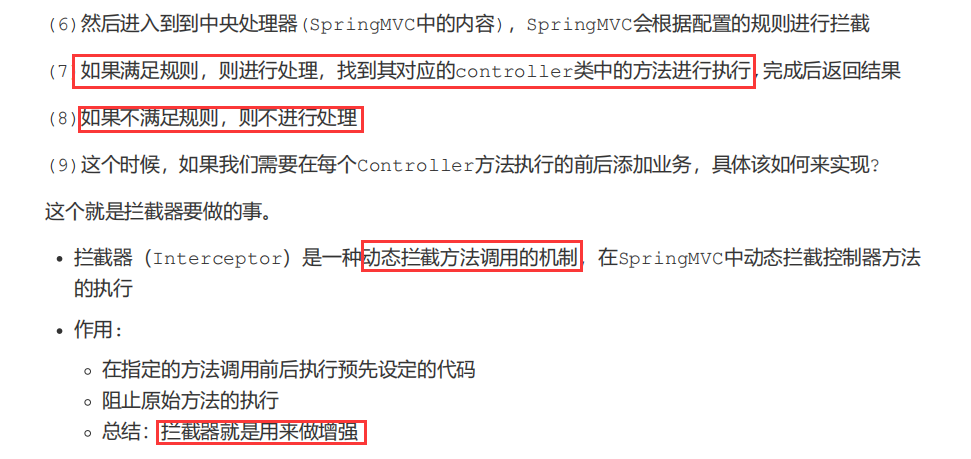 (6)然后进入到到中央处理器(SpringMVC中的内容)，SpringMVC会根据配置的规则进行拦截
(7)如果满足规则，则进行处理，找到其对应的controller类中的方法进行执行,完成后返回结果
(8)如果不满足规则，则不进行处理
(9)这个时候，如果我们需要在每个Controller方法执行的前后添加业务，具体该如何来实现?
这个就是拦截器要做的事。
• 拦截器（Interceptor）是一种动态拦截方法调用的机制，在SpringMVC中动态拦截控制器方法
的执行
• 作用：
◦ 在指定的方法调用前后执行预先设定的代码
◦ 阻止原始方法的执行
◦ 总结：拦截器就是用来做增强